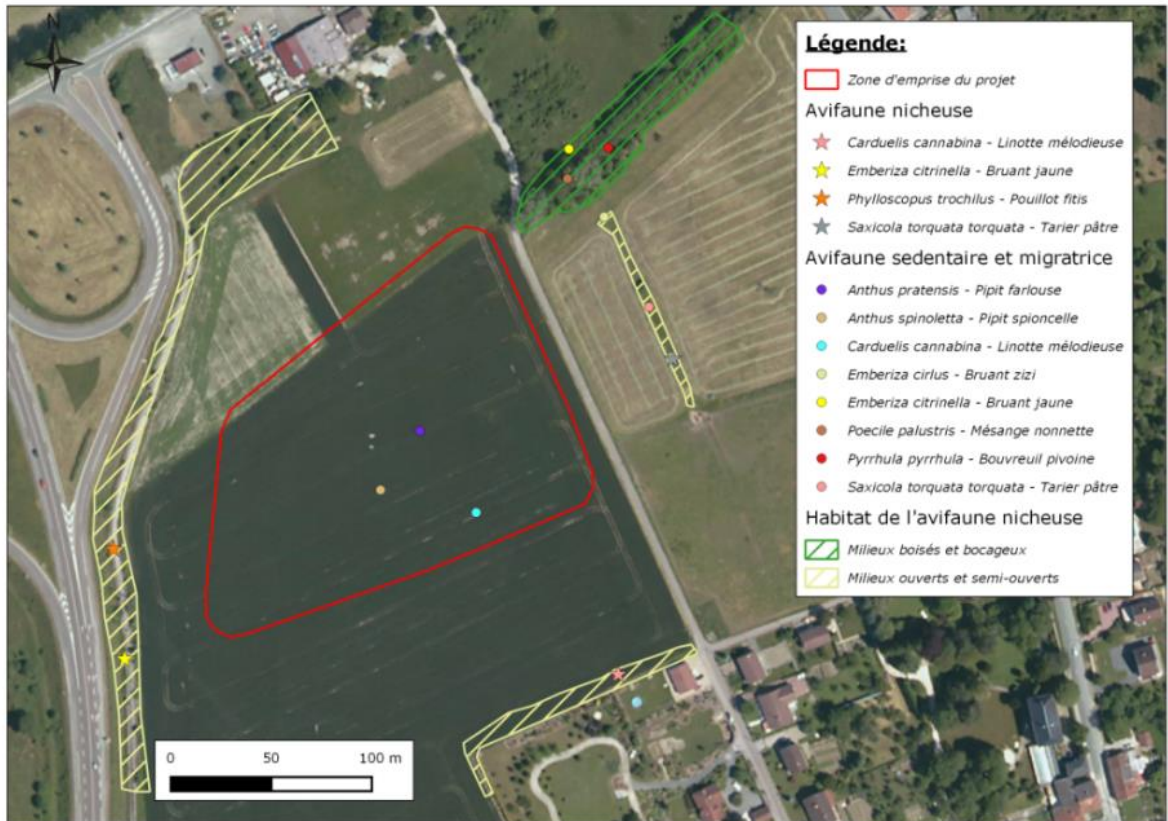 N
Légende:
Zone d'emprise du projet
Avifaune nicheuse
Carduelis cannabina - Linotte mélodieuse
Emberiza citrinella - Bruant jaune
Phylloscopus trochilus - Pouillot fitis
Saxicola torquata torquata - Tarier pâtre
Avifaune sedentaire et migratrice
Anthus pratensis - Pipit farlouse
Anthus spinoletta - Pipit spioncelle
Carduelis cannabina - Linotte mélodieuse
Emberiza cirlus - Bruant zizi
Emberiza citrinella - Bruant jaune
Poecile palustris - Mésange nonnette
Pyrrhula pyrrhula - Bouvreuil pivoine
Saxicola torquata torquata - Tarier pâtre
Habitat de l'avifaune nicheuse
Milieux boisés et bocageux
Milieux ouverts et semi-ouverts
0 50 100 m